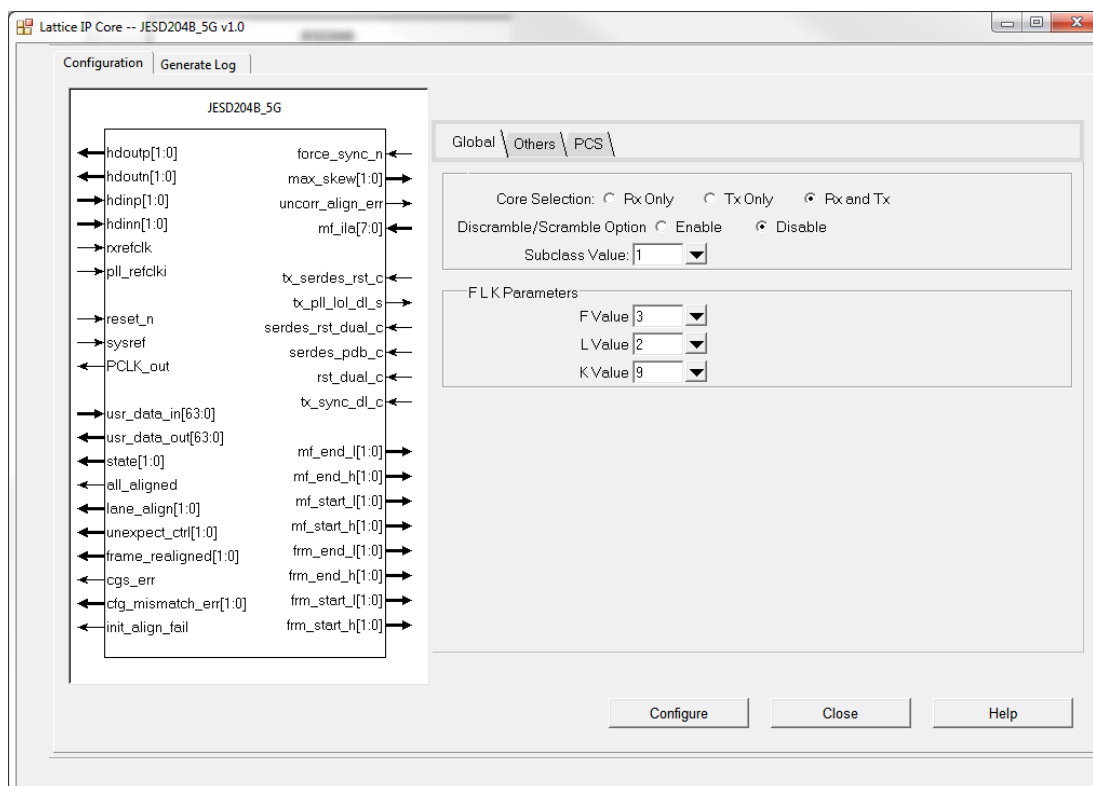 Lattice IP Core -- JESD204B_5G v1.0
Configuration Generate Log
JESD204B_5G
hdoutp[1:0]
hdoutn[1:0]
hdinp[1:0]
hdinn[1:0]
rxrefclk
pll_refclki
reset_n
sysref
PCLK_out
usr_data_in[63:0]
usr_data_out[63:0]
state[1:0]
all_aligned
lane_align[1:0]
unexpect_ctrl[1:0]
frame_realigned[1:0]
cgs_err
cfg_mismatch_err[1:0]
init_align_fail
force_sync_n
max_skew[1:0]
uncorr_align_err
mf_ila[7:0]
tx_serdes_rst_c
tx_pll_lol_dl_s
serdes_rst_dual_c
serdes_pdb_c
rst_dual_c
tx_sync_dl_c
mf_end_l[1:0]
mf_end_h[1:0]
mf_start_l[1:0]
mf_start_h[1:0]
frm_end_l[1:0]
frm_end_h[1:0]
frm_start_l[1:0]
frm_start_h[1:0]
Global Others PCS
Core Selection: Rx Only Tx Only Rx and Tx
Discramble/Scramble Option Enable Disable
Subclass Value: 1
F L K Parameters
F Value 3
L Value 2
K Value 9
Configure Close Help